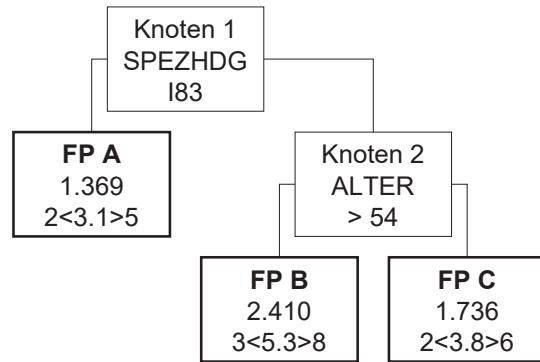 Knoten 1
SPEZHDG
I83
FP A
1.369
2<3.1>5
Knoten 2
ALTER
> 54
FP B
2.410
3<5.3>8
FP C
1.736
2<3.8>6